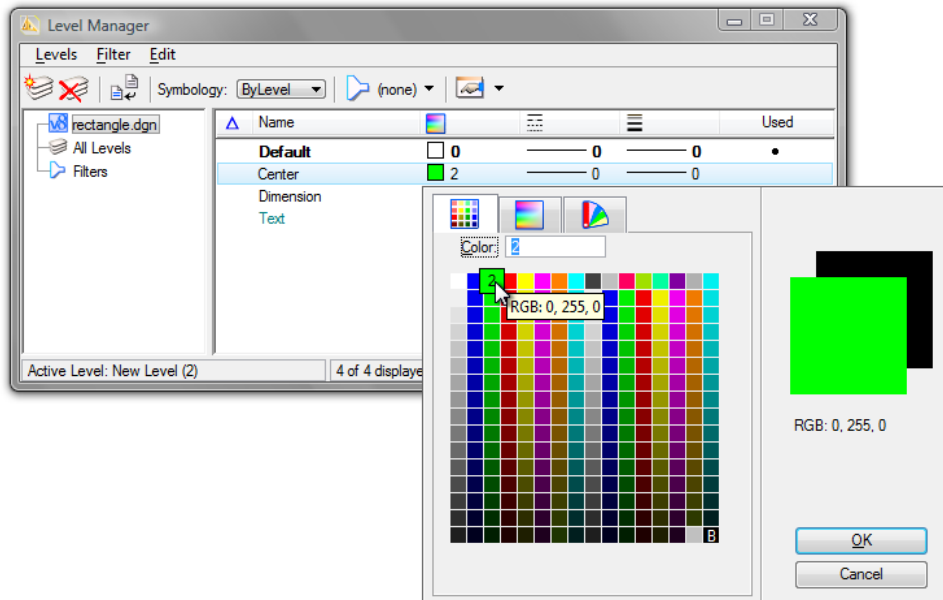 Level Manager
Levels Filter Edit
Symbology: ByLevel (none)
v8 rectangle.dgn
All Levels
Filters
Name Used
Default 0 0 0
Center 2 0 0
Dimension
Text
Active Level: New Level (2) 4 of 4 displaye
Color: 2
2
RGB: 0, 255, 0
B
RGB: 0, 255, 0
OK
Cancel